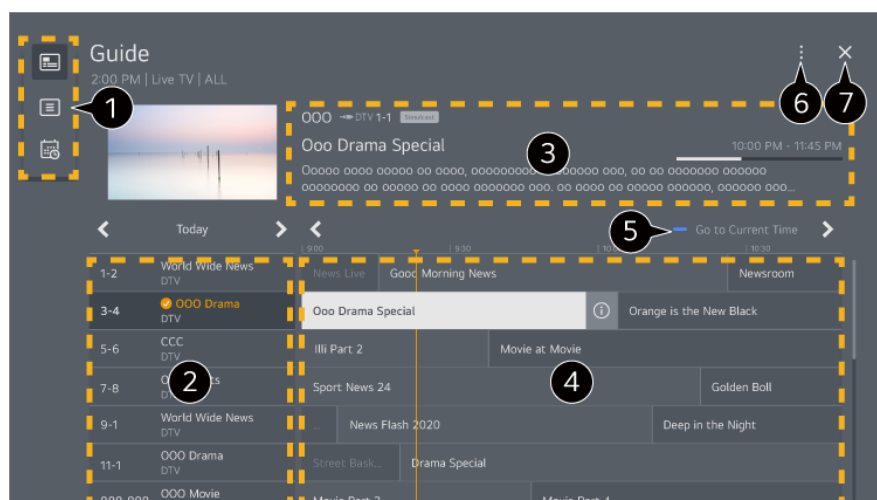 Guide
2:00 PM | Live TV | ALL
1
6
7
OOO DTV 1-1 Simulcast
Ooo Drama Special
3
10:00 PM - 11:45 PM
Today
5
Go to Current Time
9:00
9:30
10:30
1-2
World Wide News
DTV
News Live
Good Morning News
Newsroom
3-4
OOO Drama
DTV
Ooo Drama Special
Orange is the New Black
5-6
CCC
DTV
Illi Part 2
Movie at Movie
7-8
2
Sport News 24
4
Golden Boll
9-1
World Wide News
DTV
...
News Flash 2020
Deep in the Night
11-1
OOO Drama
DTV
Street Bask...
Drama Special
OOO Movie